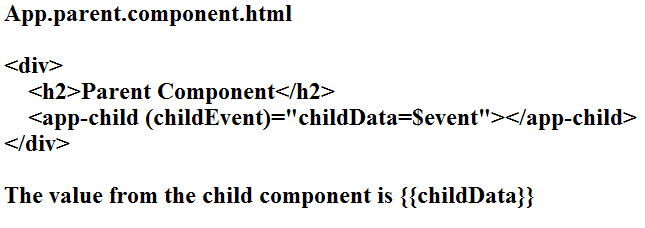 App.parent.component.html
<div>
<h2>Parent Component</h2>
<app-child (childEvent)="childData=$event"></app-child>
</div>
The value from the child component is {{childData}}